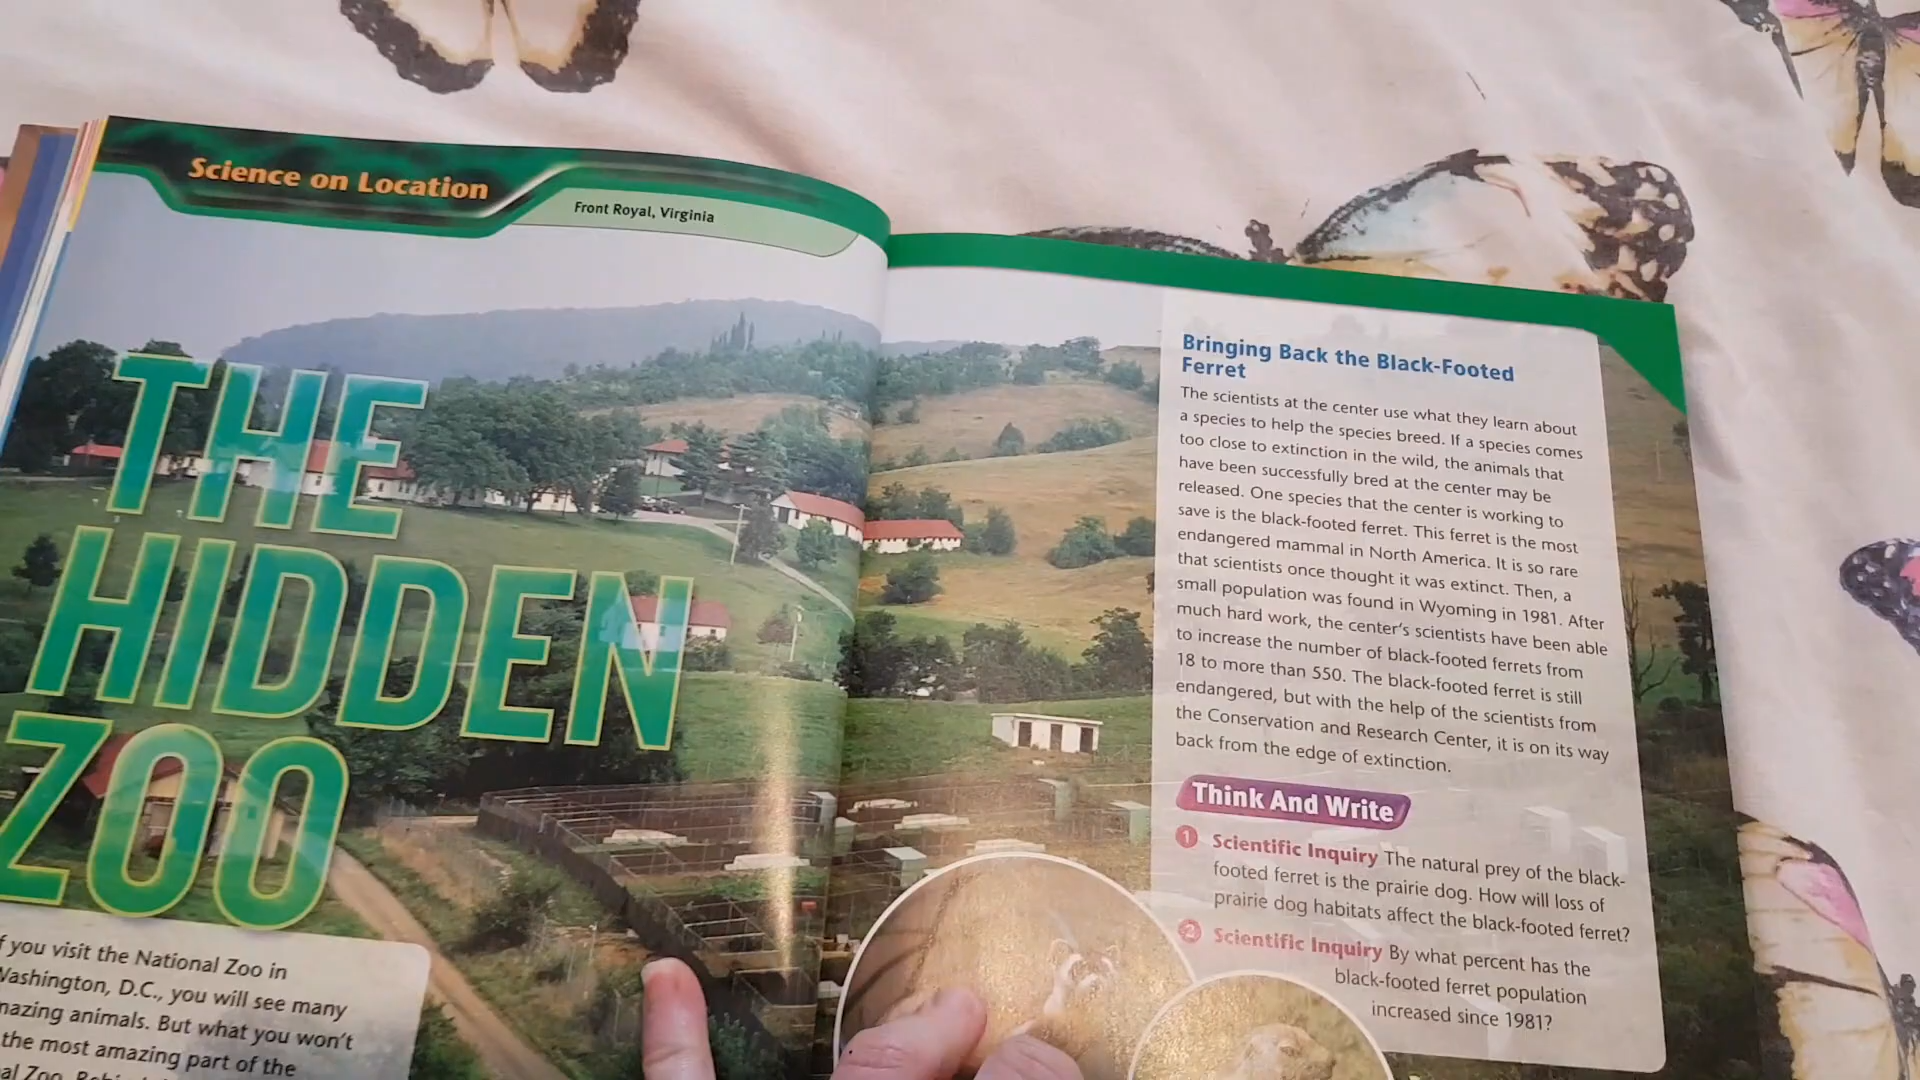 Science on Location
Front Royal, Virginia
THE
HIDDEN
ZOO
you visit the National Zoo in
Washington, D.C., you will see many
amazing animals. But what you won't
the most amazing part of the
Zoo.
Bringing Back the Black-Footed
Ferret
The scientists at the center use what they learn about
a species to help the species breed. If a species comes
too close to extinction in the wild, the animals that
have been successfully bred at the center may be
released. One species that the center is working to
save is the black-footed ferret. This ferret is the most
endangered mammal in North America. It is so rare
that scientists once thought it was extinct. Then, a
small population was found in Wyoming in 1981. After
much hard work, the center's scientists have been able
to increase the number of black-footed ferrets from
18 to more than 550. The black-footed ferret is still
endangered, but with the help of the scientists from
the Conservation and Research Center, it is on its way
back from the edge of extinction.
Think And Write
1 Scientific Inquiry The natural prey of the black-
footed ferret is the prairie dog. How will loss of
prairie dog habitats affect the black-footed ferret?
2 Scientific Inquiry By what percent has the
black-footed ferret population
increased since 1981?